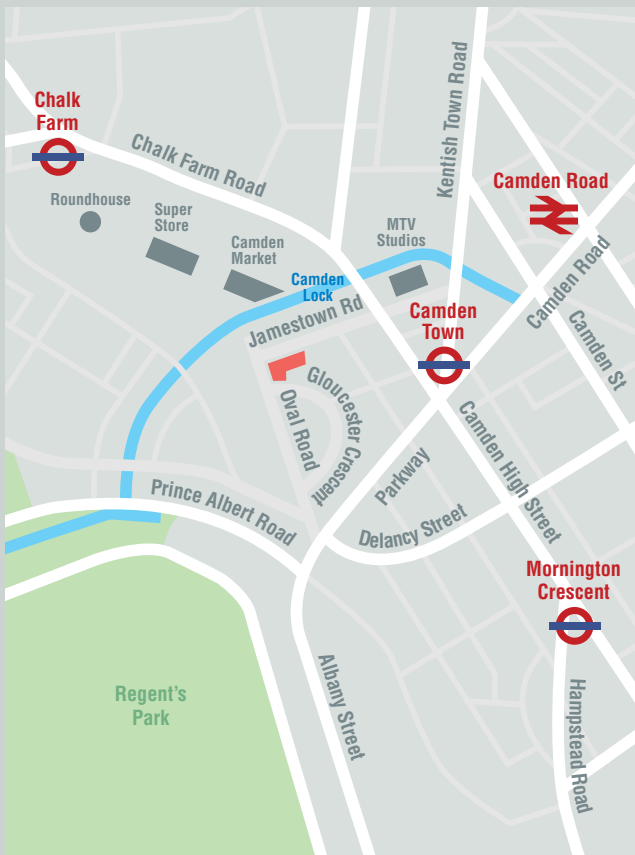 Chalk
Farm
Chalk Farm Road
Kentish Town Road
Camden Road
Roundhouse
Super
Store
MTV
Studios
Camden
Market
Camden
Lock
Camden Road
Jamestown Rd
Camden
Town
Camden St
Gloucester Crescent
Oval Road
Camden High Street
Parkway
Prince Albert Road
Delancy Street
Mornington
Crescent
Regent's
Park
Albany Street
Hampstead Road